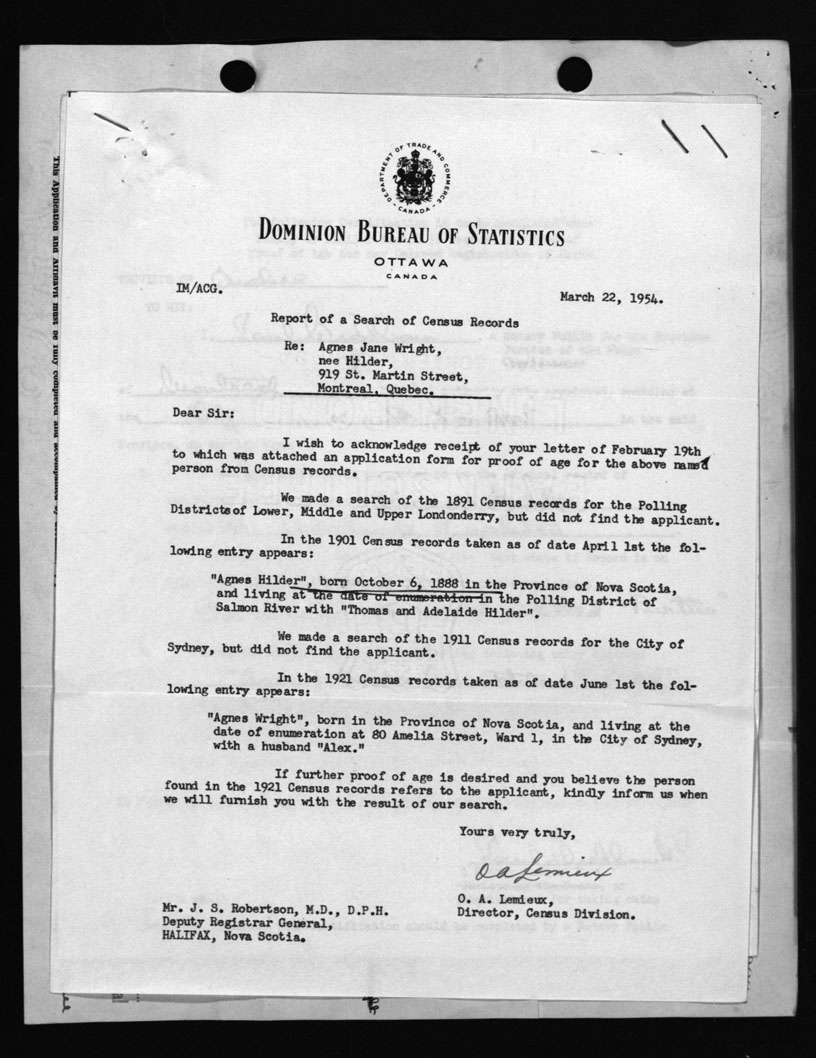 DEPARTMENT OF TRADE AND COMMERCE
CANADA
DOMINION BUREAU OF STATISTICS
OTTAWA
CANADA
IM/ACG.
March 22, 1954.
Report of a Search of Census Records
Re: Agnes Jane Wright,
nee Hilder,
919 St. Martin Street,
Montreal, Quebec.
Dear Sir:
I wish to acknowledge receipt of your letter of February 19th
to which was attached an application form for proof of age for the above named
person from Census records.
We made a search of the 1891 Census records for the Polling
Districts of Lower, Middle and Upper Londonderry, but did not find the applicant.
In the 1901 Census records taken as of date April 1st the fol-
lowing entry appears:
"Agnes Hilder", born October 6, 1888 in the Province of Nova Scotia,
and living at the date of enumeration in the Polling District of
Salmon River with "Thomas and Adelaide Hilder".
We made a search of the 1911 Census records for the City of
Sydney, but did not find the applicant.
In the 1921 Census records taken as of date June 1st the fol-
lowing entry appears:
"Agnes Wright", born in the Province of Nova Scotia, and living at the
date of enumeration at 80 Amelia Street, Ward 1, in the City of Sydney,
with a husband "Alex."
If further proof of age is desired and you believe the person
found in the 1921 Census records refers to the applicant, kindly inform us when
we will furnish you with the result of our search.
Yours very truly,
O A Lemieux
O. A. Lemieux,
Director, Census Division.
Mr. J. S. Robertson, M.D., D.P.H.
Deputy Registrar General,
HALIFAX, Nova Scotia.
This Application and Affidavit must be fully completed and accompanied